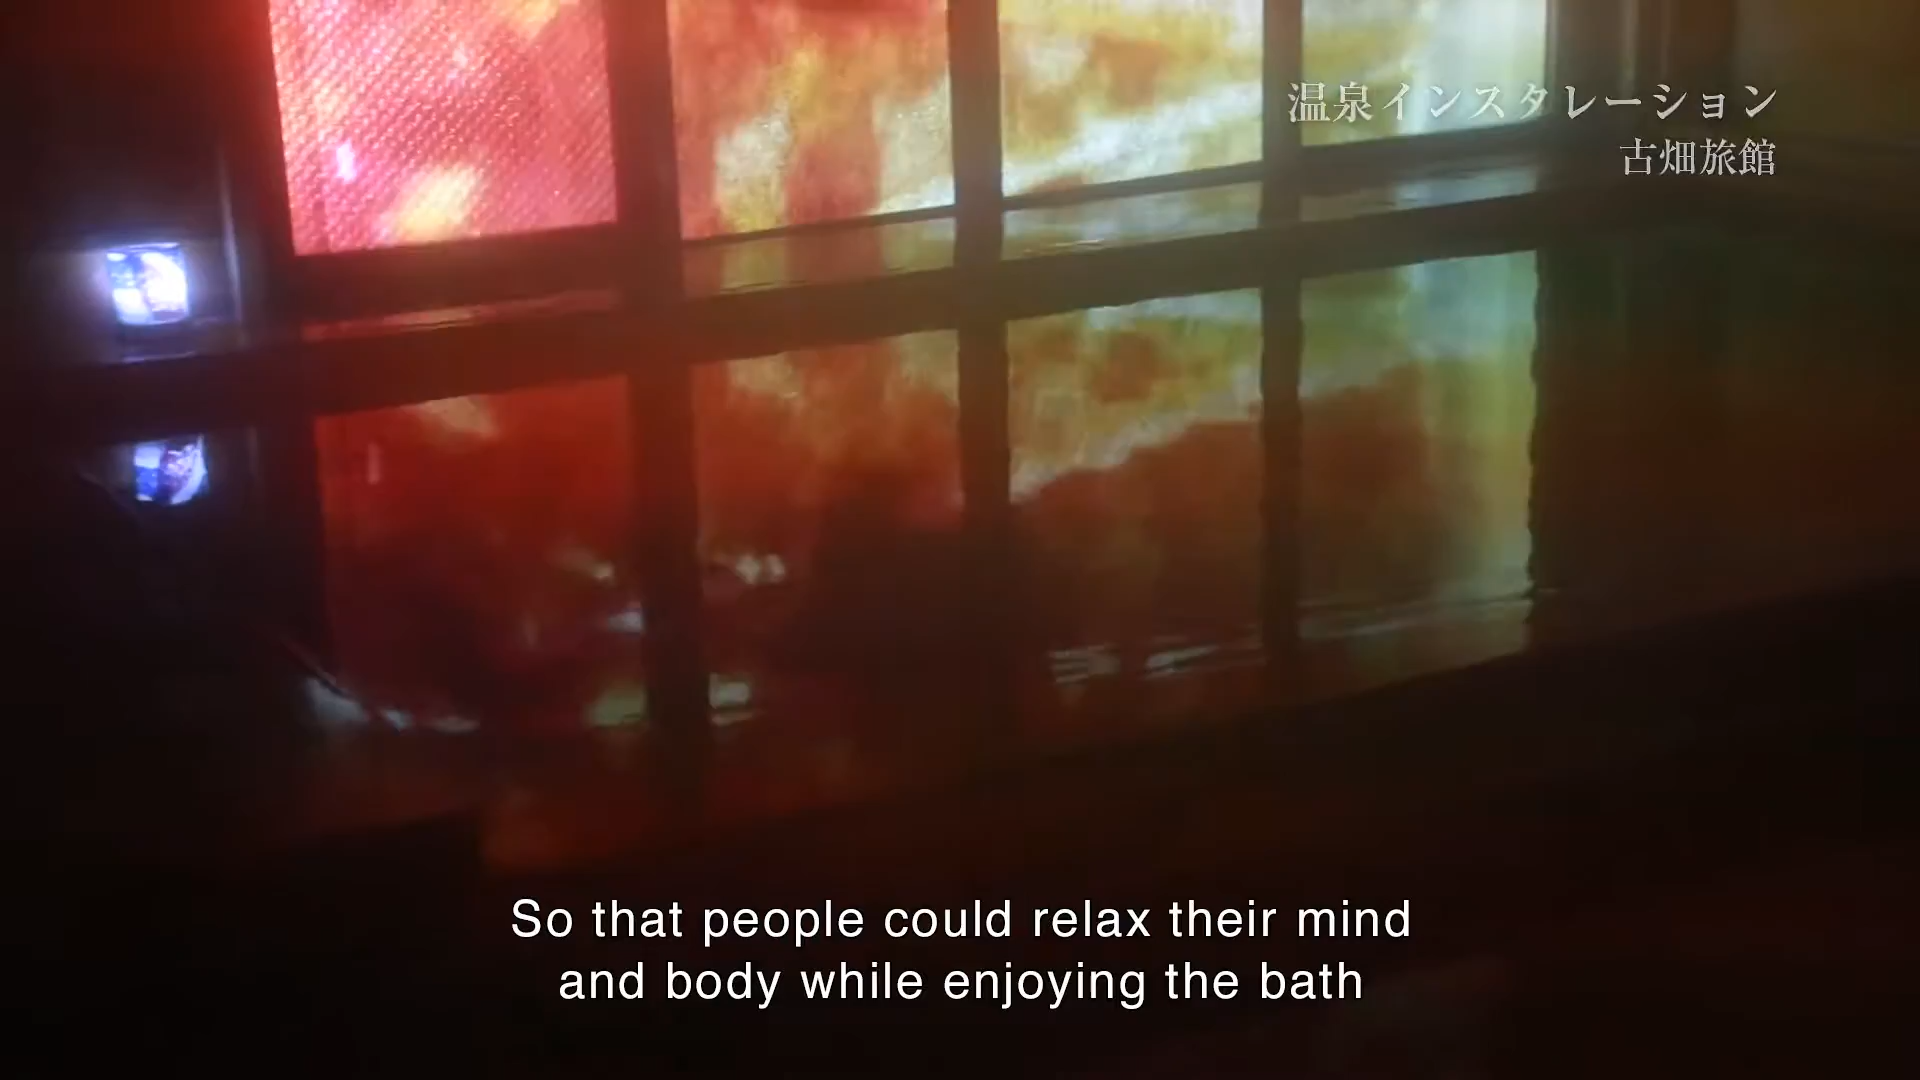 温泉インスタレーション
古畑旅館
So that people could relax their mind
and body while enjoying the bath